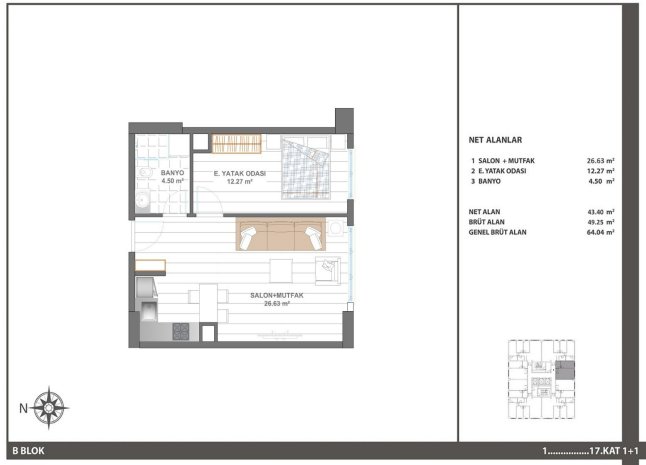 BANYO
4.50 m²
E. YATAK ODASI
12.27 m²
SALON+MUTFAK
26.63 m²
NET ALANLAR
1 SALON + MUTFAK 26.63 m²
2 E. YATAK ODASI 12.27 m²
3 BANYO 4.50 m²
NET ALAN 43.40 m²
BRÜT ALAN 49.25 m²
GENEL BRÜT ALAN 64.04 m²
N
B BLOK
1................17.KAT 1+1